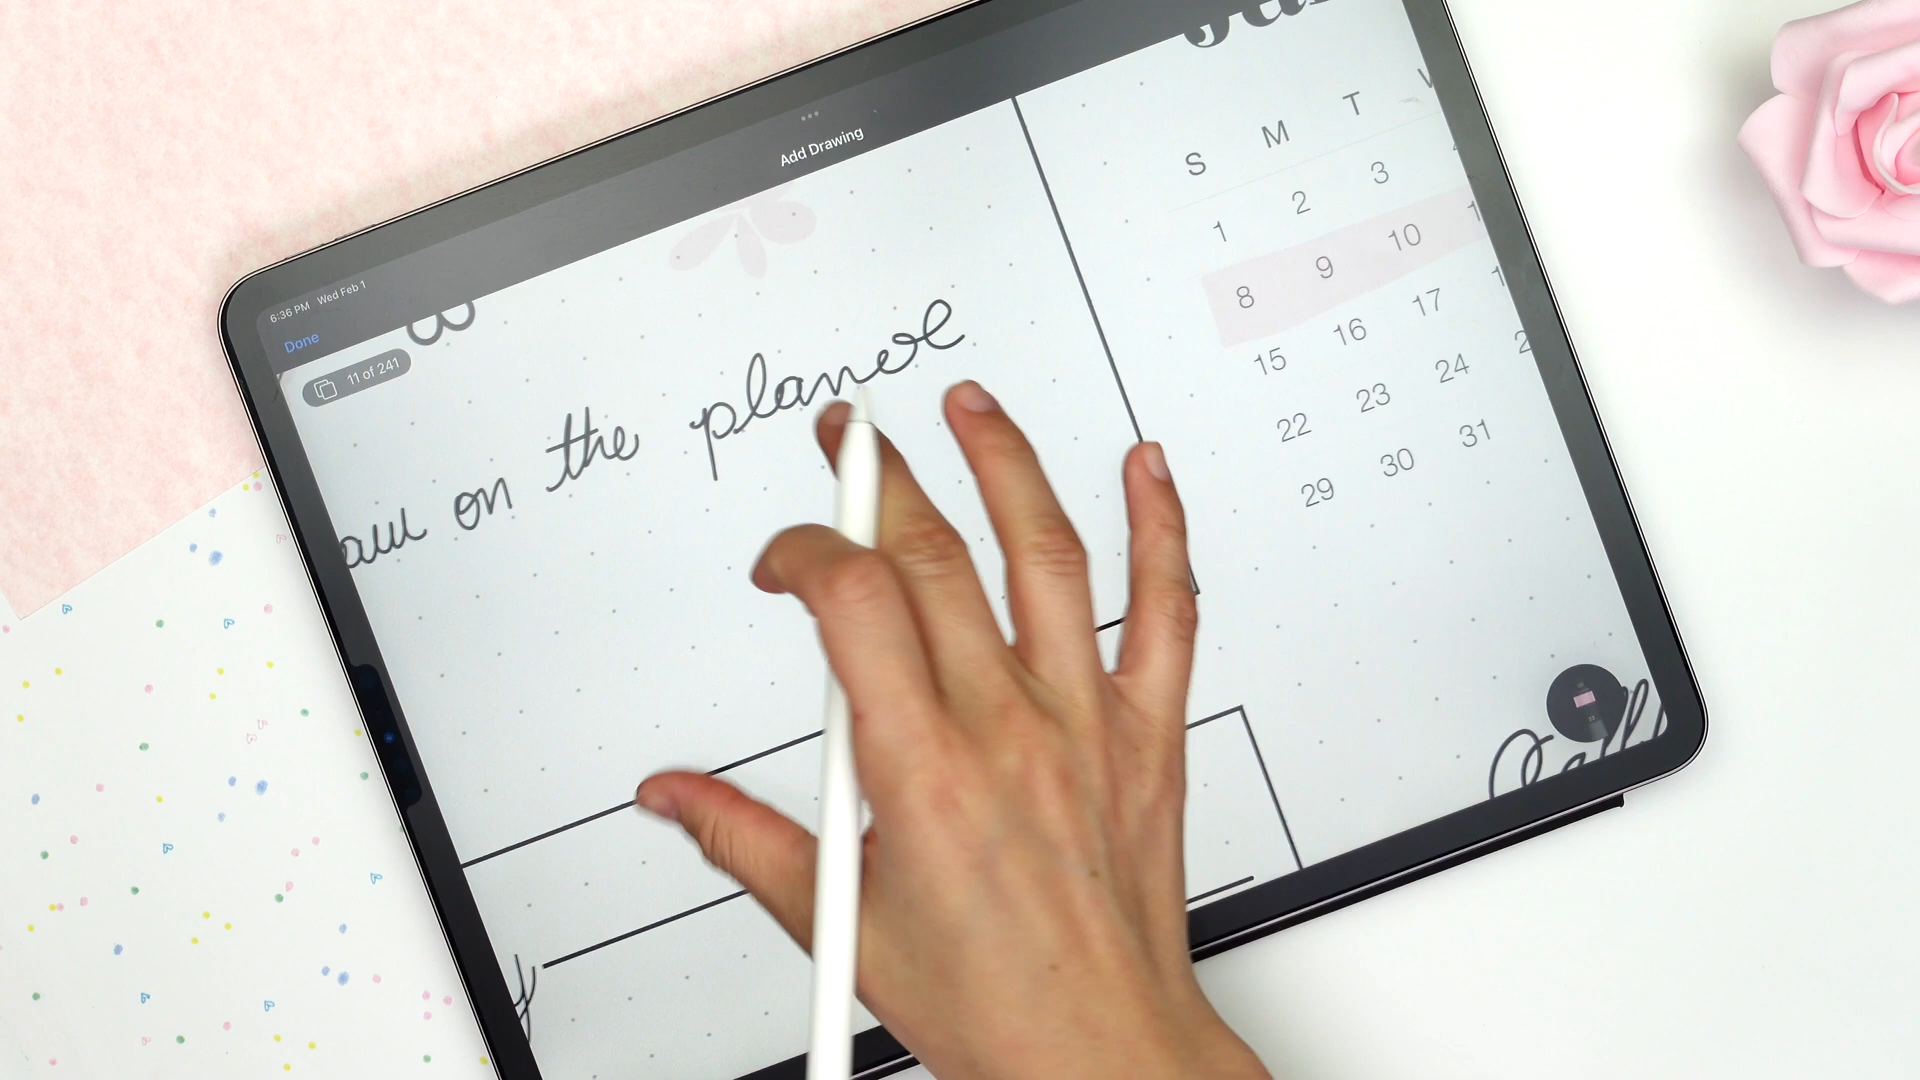 6:36 PM Wed Feb 1
Add Drawing
Done
11 of 241
on the planer
S M T
1 2 3
8 9 10
15 16 17
22 23 24
29 30 31